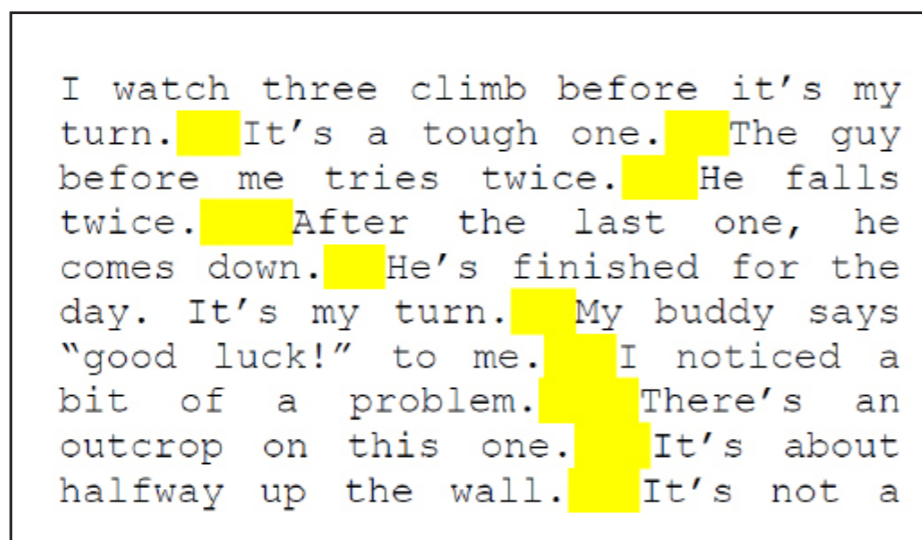 I watch three climb before it’s my
turn. It’s a tough one. The guy
before me tries twice. He falls
twice. After the last one, he
comes down. He’s finished for the
day. It’s my turn. My buddy says
“good luck!” to me. I noticed a
bit of a problem. There’s an
outcrop on this one. It’s about
halfway up the wall. It’s not a